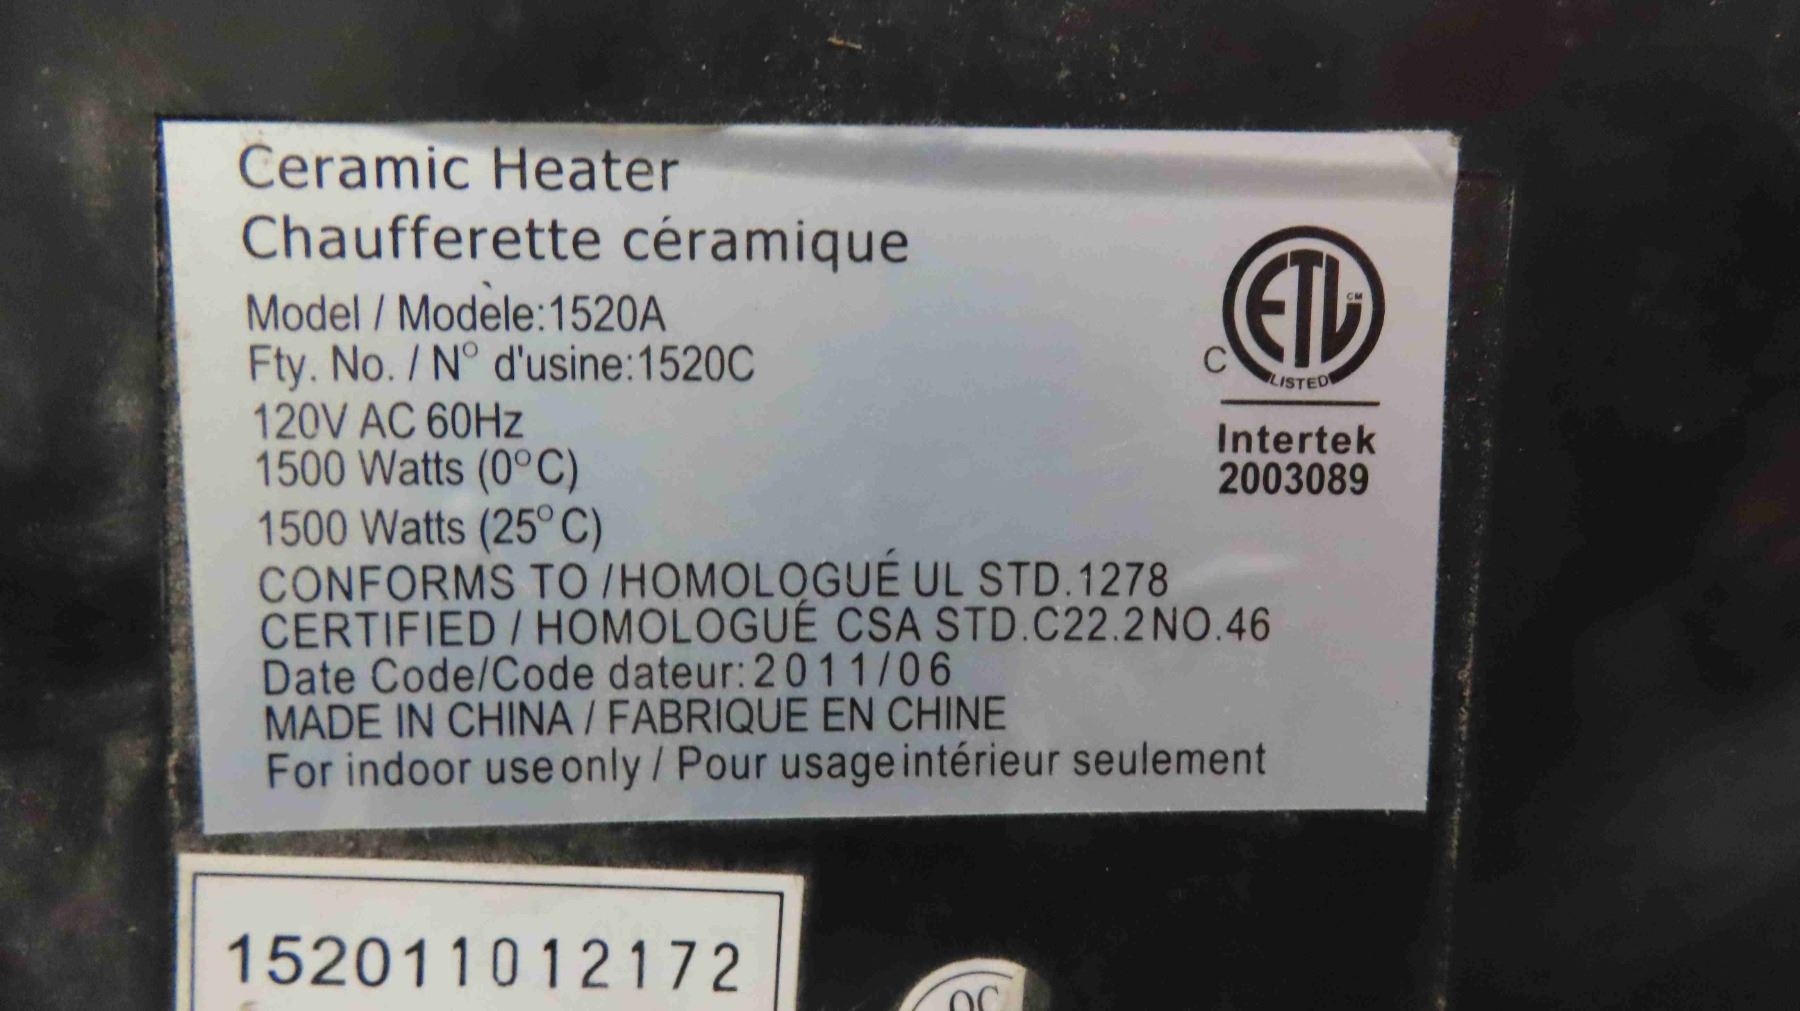 Ceramic Heater
Chaufferette céramique
Model / Modèle:1520A
Fty. No. / N° d'usine:1520C
120V AC 60Hz
1500 Watts (0°C)
1500 Watts (25°C)
CONFORMS TO /HOMOLOGUÉ UL STD.1278
CERTIFIED / HOMOLOGUÉ CSA STD.C22.2NO.46
Date Code/Code dateur:2011/06
MADE IN CHINA / FABRIQUE EN CHINE
For indoor use only / Pour usage intérieur seulement
ETL CM
C
LISTED
Intertek
2003089
152011012172
QC